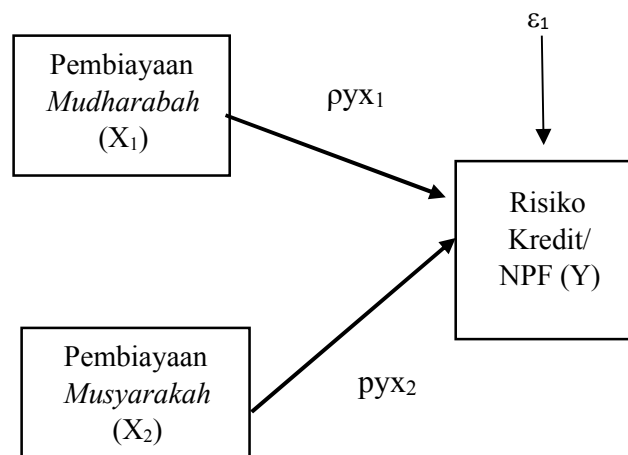 ε₁
Pembiayaan
Mudharabah
(X₁)
ρyx₁
Risiko
Kredit/
NPF (Y)
Pembiayaan
Musyarakah
(X₂)
pyx₂